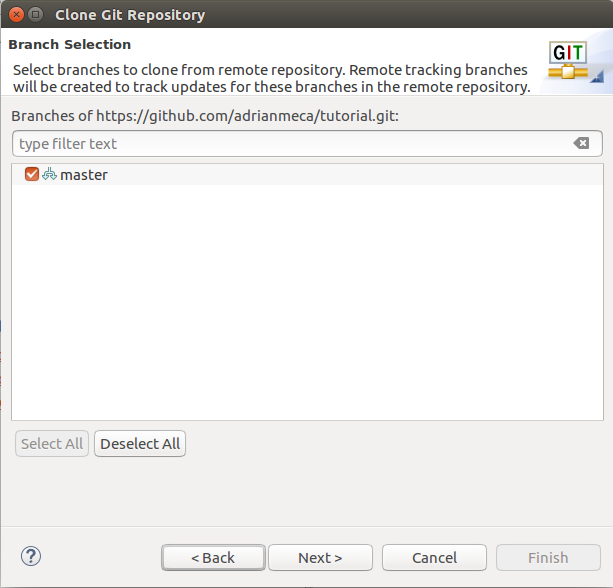 Clone Git Repository
Branch Selection
GIT
Select branches to clone from remote repository. Remote tracking branches
will be created to track updates for these branches in the remote repository.
Branches of https://github.com/adrianmeca/tutorial.git:
type filter text
master
Select All Deselect All
? < Back Next > Cancel Finish